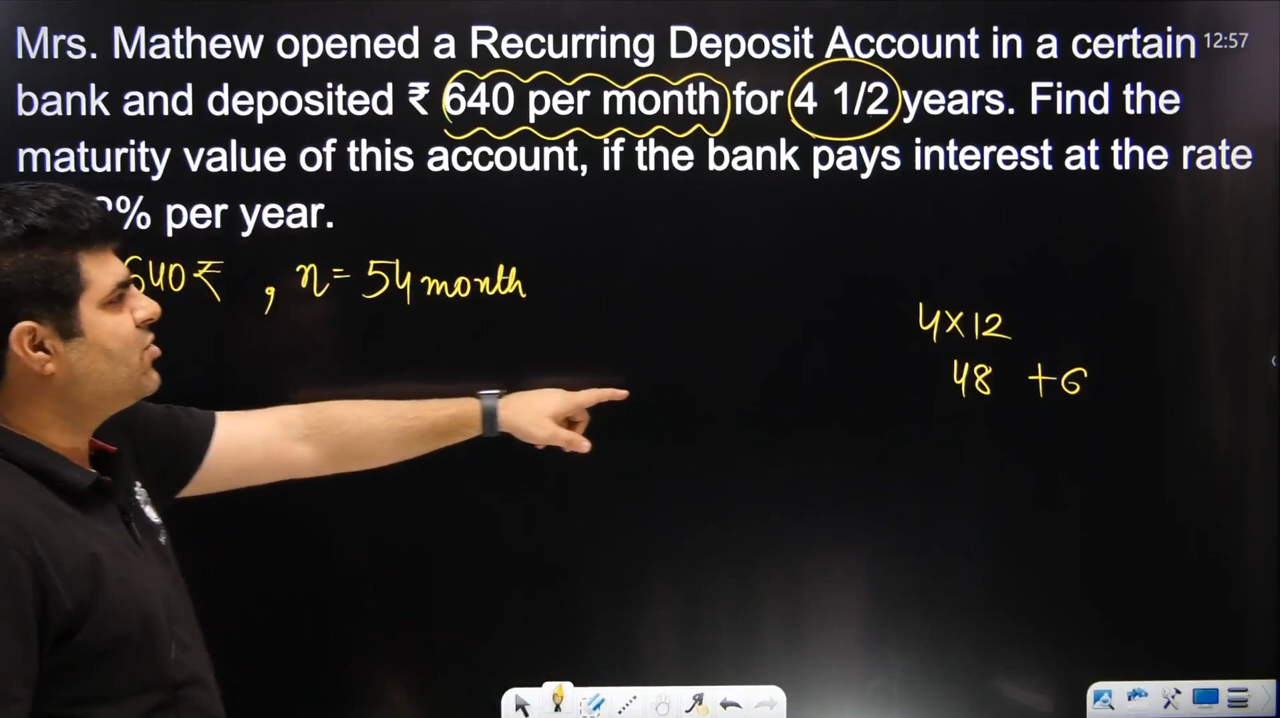 Mrs. Mathew opened a Recurring Deposit Account in a certain 12:57
bank and deposited ₹ 640 per month for 4 1/2 years. Find the
maturity value of this account, if the bank pays interest at the rate
% per year.
640₹ , n= 54 month
4×12
48 +6